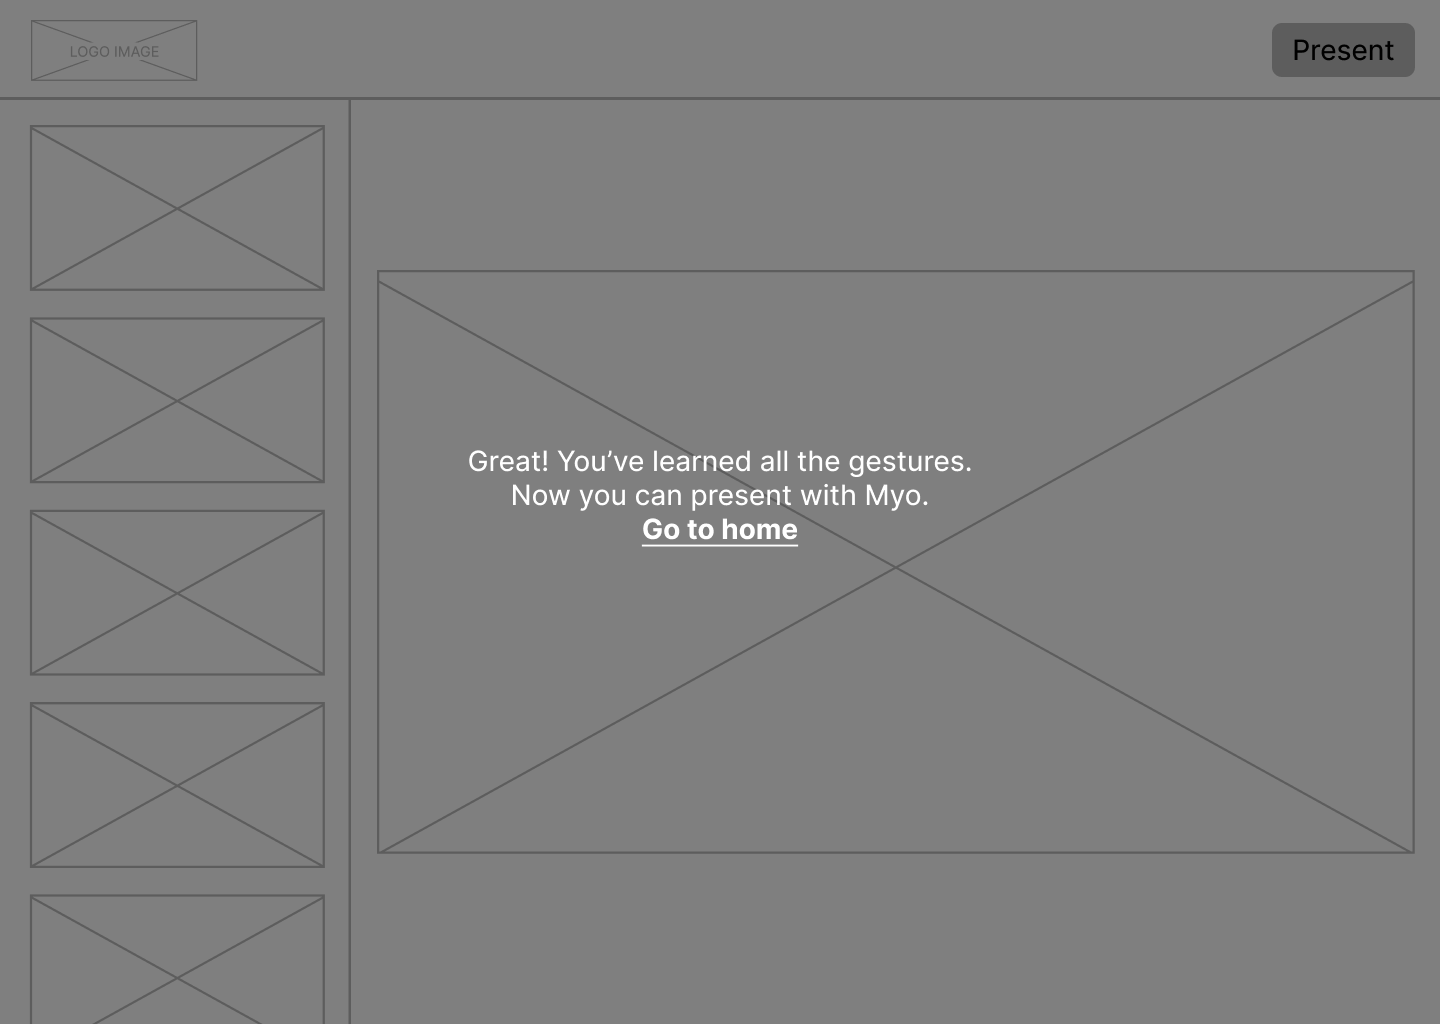 LOGO IMAGE
Present
Great! You’ve learned all the gestures.
Now you can present with Myo.
Go to home